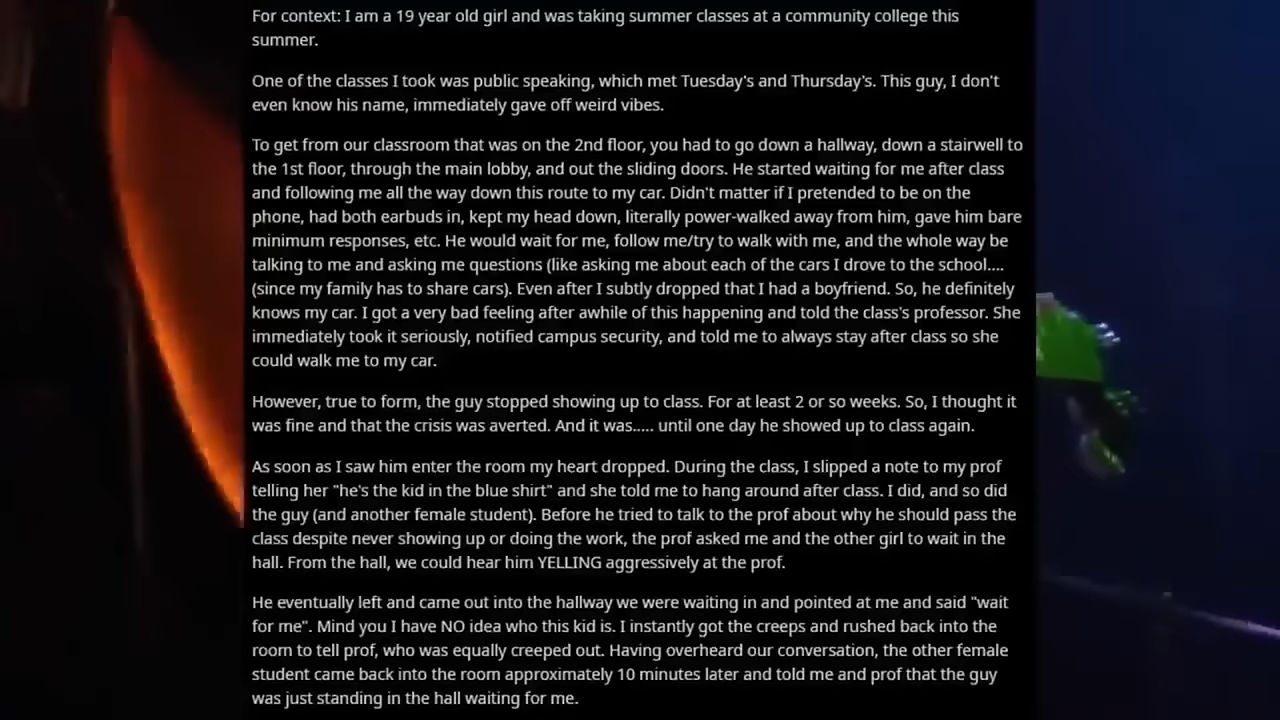 For context: I am a 19 year old girl and was taking summer classes at a community college this
summer.
One of the classes I took was public speaking, which met Tuesday's and Thursday's. This guy, I don't
even know his name, immediately gave off weird vibes.
To get from our classroom that was on the 2nd floor, you had to go down a hallway, down a stairwell to
the 1st floor, through the main lobby, and out the sliding doors. He started waiting for me after class
and following me all the way down this route to my car. Didn't matter if I pretended to be on the
phone, had both earbuds in, kept my head down, literally power-walked away from him, gave him bare
minimum responses, etc. He would wait for me, follow me/try to walk with me, and the whole way be
talking to me and asking me questions (like asking me about each of the cars I drove to the school....
(since my family has to share cars). Even after I subtly dropped that I had a boyfriend. So, he definitely
knows my car. I got a very bad feeling after awhile of this happening and told the class's professor. She
immediately took it seriously, notified campus security, and told me to always stay after class so she
could walk me to my car.
However, true to form, the guy stopped showing up to class. For at least 2 or so weeks. So, I thought it
was fine and that the crisis was averted. And it was..... until one day he showed up to class again.
As soon as I saw him enter the room my heart dropped. During the class, I slipped a note to my prof
telling her "he's the kid in the blue shirt" and she told me to hang around after class. I did, and so did
the guy (and another female student). Before he tried to talk to the prof about why he should pass the
class despite never showing up or doing the work, the prof asked me and the other girl to wait in the
hall. From the hall, we could hear him YELLING aggressively at the prof.
He eventually left and came out into the hallway we were waiting in and pointed at me and said "wait
for me". Mind you I have NO idea who this kid is. I instantly got the creeps and rushed back into the
room to tell prof, who was equally creeped out. Having overheard our conversation, the other female
student came back into the room approximately 10 minutes later and told me and prof that the guy
was just standing in the hall waiting for me.